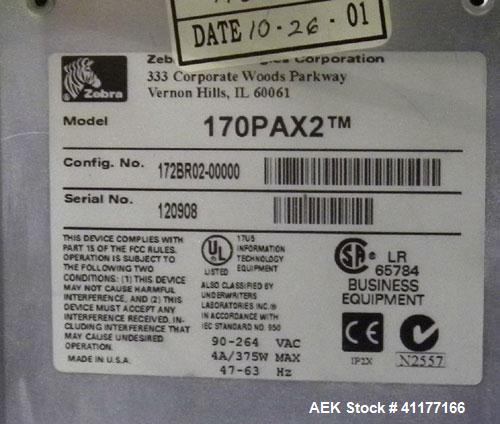 DATE 10-26-01
Corporation
333 Corporate Woods Parkway
Vernon Hills, IL 60061
Zebra
Model 170PAX2™
Config. No. 172BR02-00000
Serial No. 120908
THIS DEVICE COMPLIES WITH
PART 15 OF THE FCC RULES.
OPERATION IS SUBJECT TO
THE FOLLOWING TWO
CONDITIONS: (1) THIS DEVICE
MAY NOT CAUSE HARMFUL
INTERFERENCE, AND (2) THIS
DEVICE MUST ACCEPT ANY
INTERFERENCE RECEIVED, IN-
CLUDING INTERFERENCE THAT
MAY CAUSE UNDESIRED
OPERATION.
MADE IN U.S.A.
UL
LISTED
17U5
INFORMATION
TECHNOLOGY
EQUIPMENT
ALSO CLASSIFIED BY
UNDERWRITERS
LABORATORIES INC.®
IN ACCORDANCE WITH
IEC STANDARD NO. 950
90-264 VAC
4A/375W MAX
47-63 Hz
LR
65784
BUSINESS
EQUIPMENT
CE
IP2X
N2557
AEK Stock # 41177166